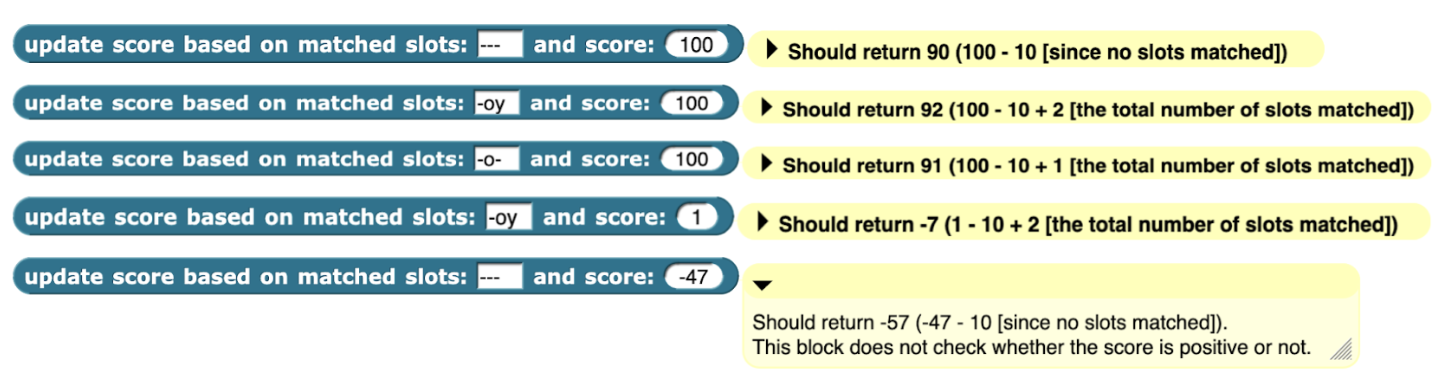 update score based on matched slots: --- and score: 100 Should return 90 (100 - 10 [since no slots matched])
update score based on matched slots: -oy and score: 100 Should return 92 (100 - 10 + 2 [the total number of slots matched])
update score based on matched slots: -o- and score: 100 Should return 91 (100 - 10 + 1 [the total number of slots matched])
update score based on matched slots: -oy and score: 1 Should return -7 (1 - 10 + 2 [the total number of slots matched])
update score based on matched slots: --- and score: -47
Should return -57 (-47 - 10 [since no slots matched]).
This block does not check whether the score is positive or not.